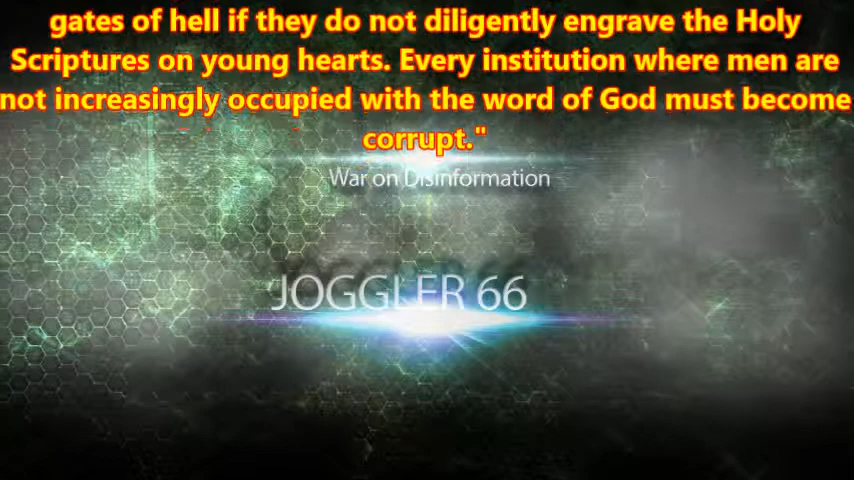 gates of hell if they do not diligently engrave the Holy
Scriptures on young hearts. Every institution where men are
not increasingly occupied with the word of God must become
corrupt."
War on Disinformation
JOGGLER 66